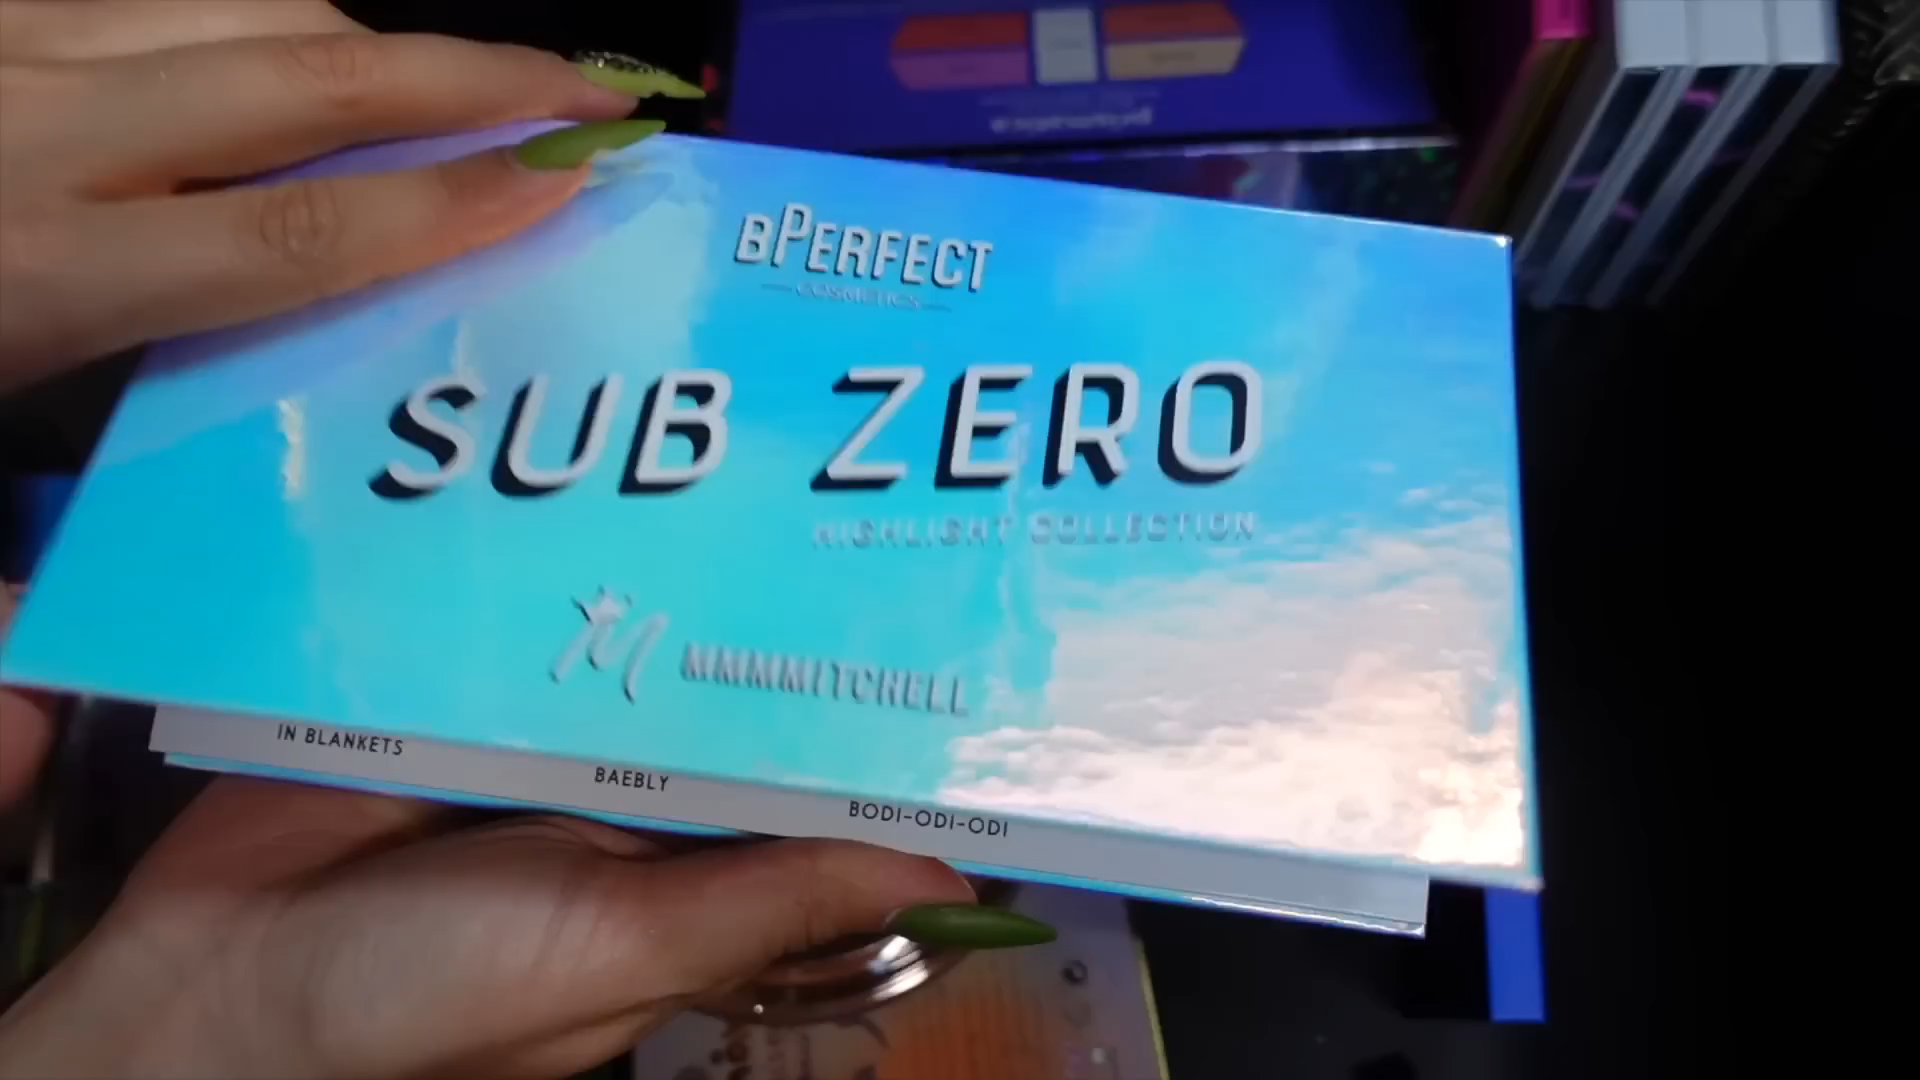 BPERFECT
COSMETICS
SUB ZERO
HIGHLIGHT COLLECTION
MMMMITCHELL
IN BLANKETS
BAEBLY
BODI-ODI-ODI